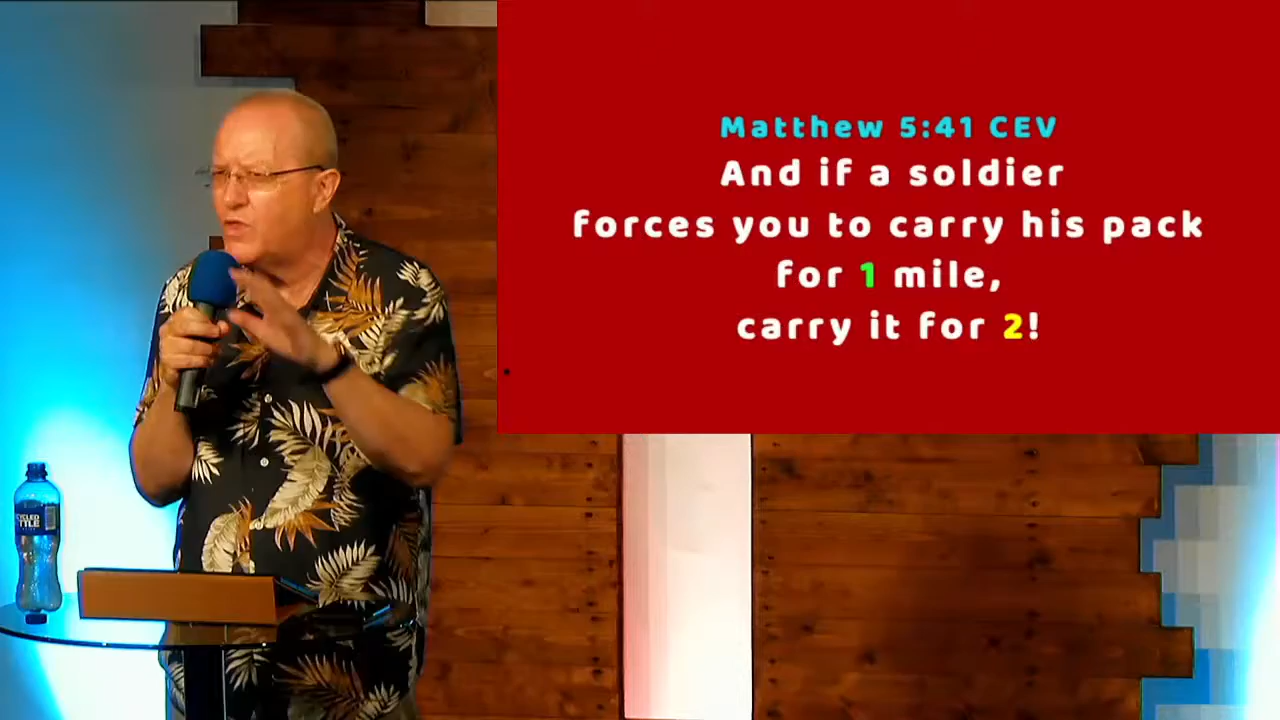 Matthew 5:41 CEV
And if a soldier
forces you to carry his pack
for 1 mile,
carry it for 2!